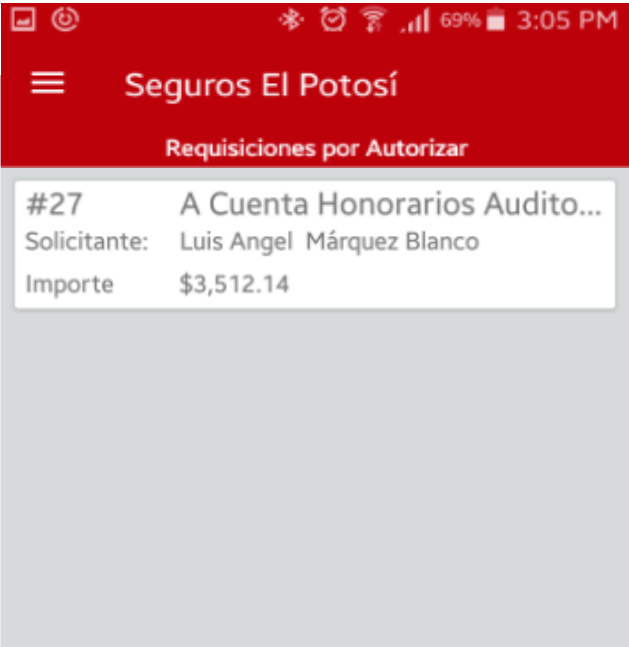 69% 3:05 PM
Seguros El Potosí
Requisiciones por Autorizar
#27 A Cuenta Honorarios Audito...
Solicitante: Luis Angel Márquez Blanco
Importe $3,512.14